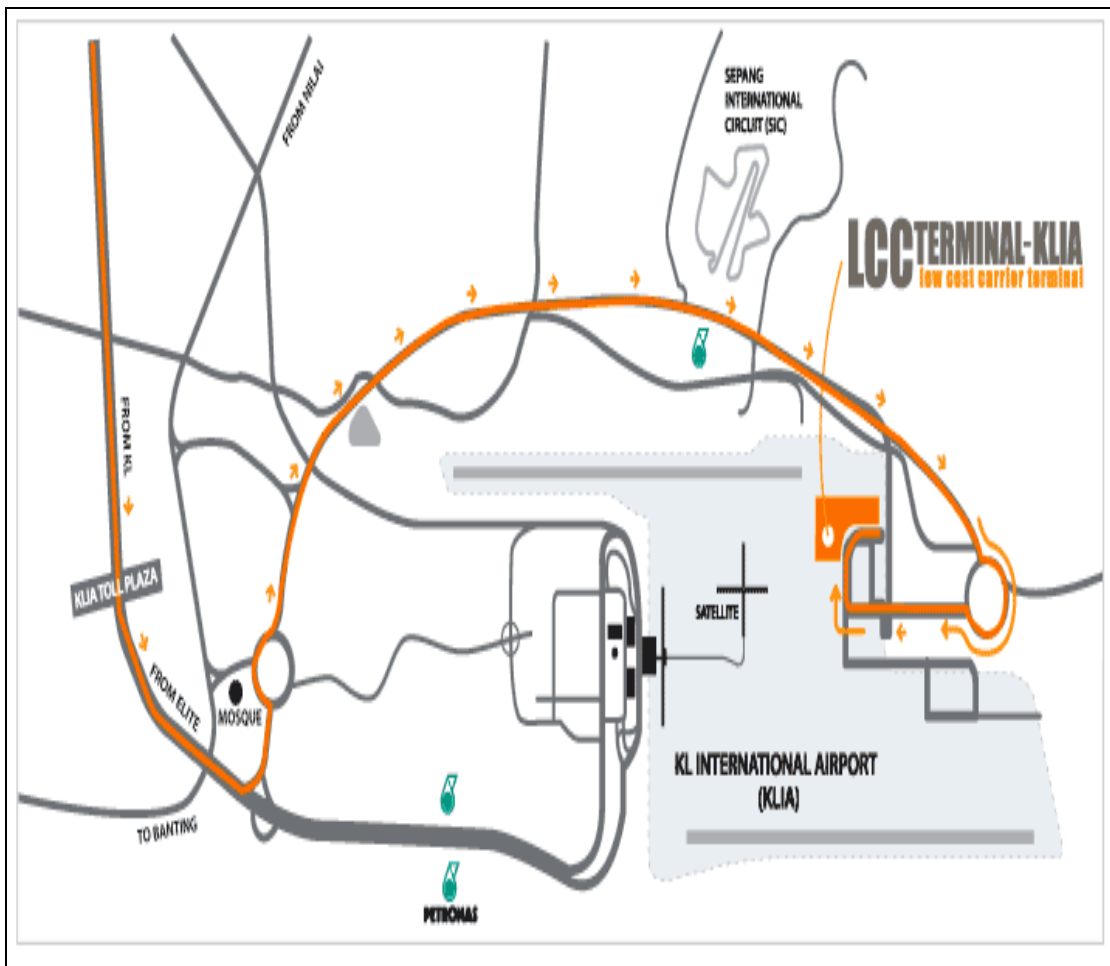 FROM NILAI
SEPANG
INTERNATIONAL
CIRCUIT (SIC)
LCC TERMINAL-KLIA
low cost carrier terminal
FROM KL
KLIA TOLL PLAZA
SATELLITE
FROM ELITE
MOSQUE
KL INTERNATIONAL AIRPORT
(KLIA)
TO BANTING
PETRONAS